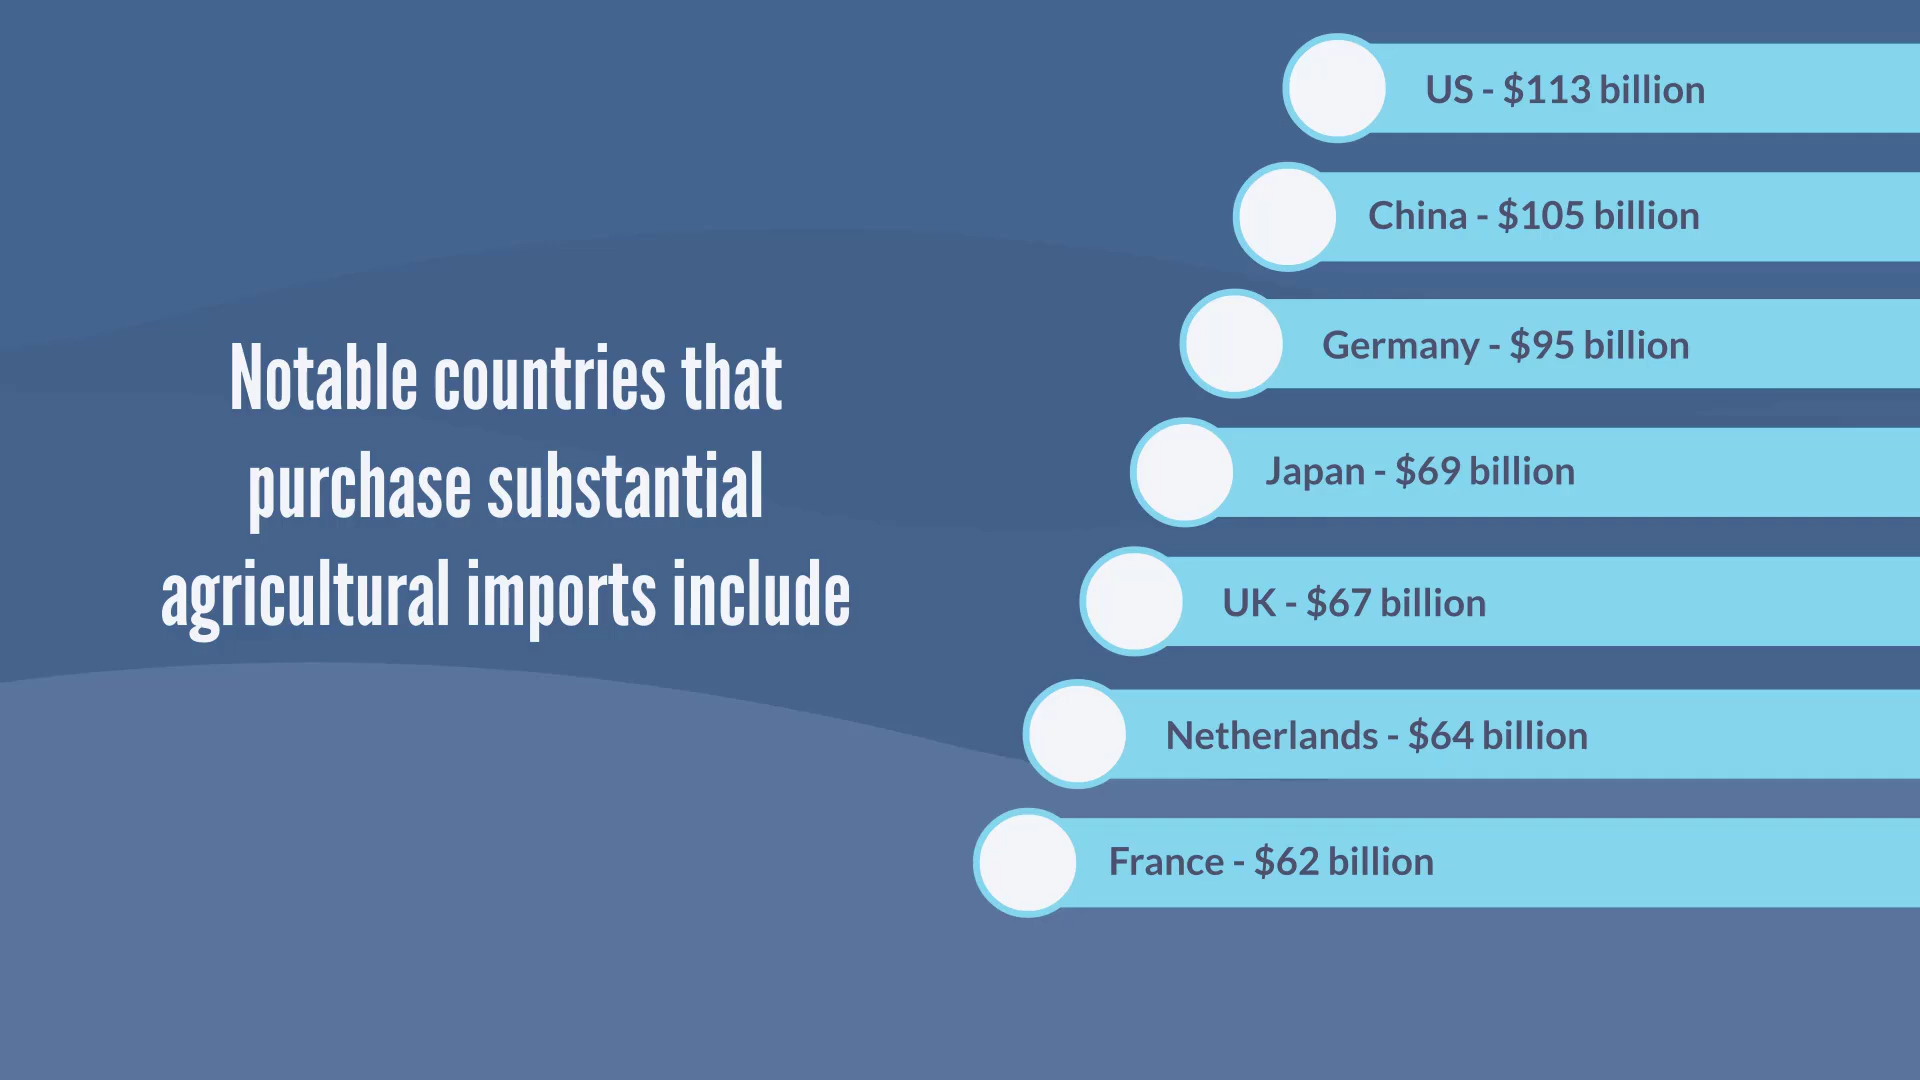 Notable countries that
purchase substantial
agricultural imports include
US - $113 billion
China - $105 billion
Germany - $95 billion
Japan - $69 billion
UK - $67 billion
Netherlands - $64 billion
France - $62 billion